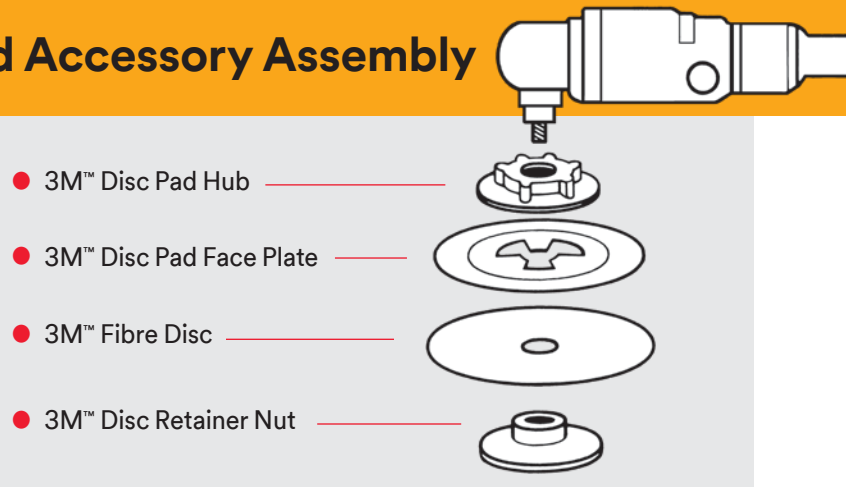 Accessory Assembly
3M™ Disc Pad Hub
3M™ Disc Pad Face Plate
3M™ Fibre Disc
3M™ Disc Retainer Nut